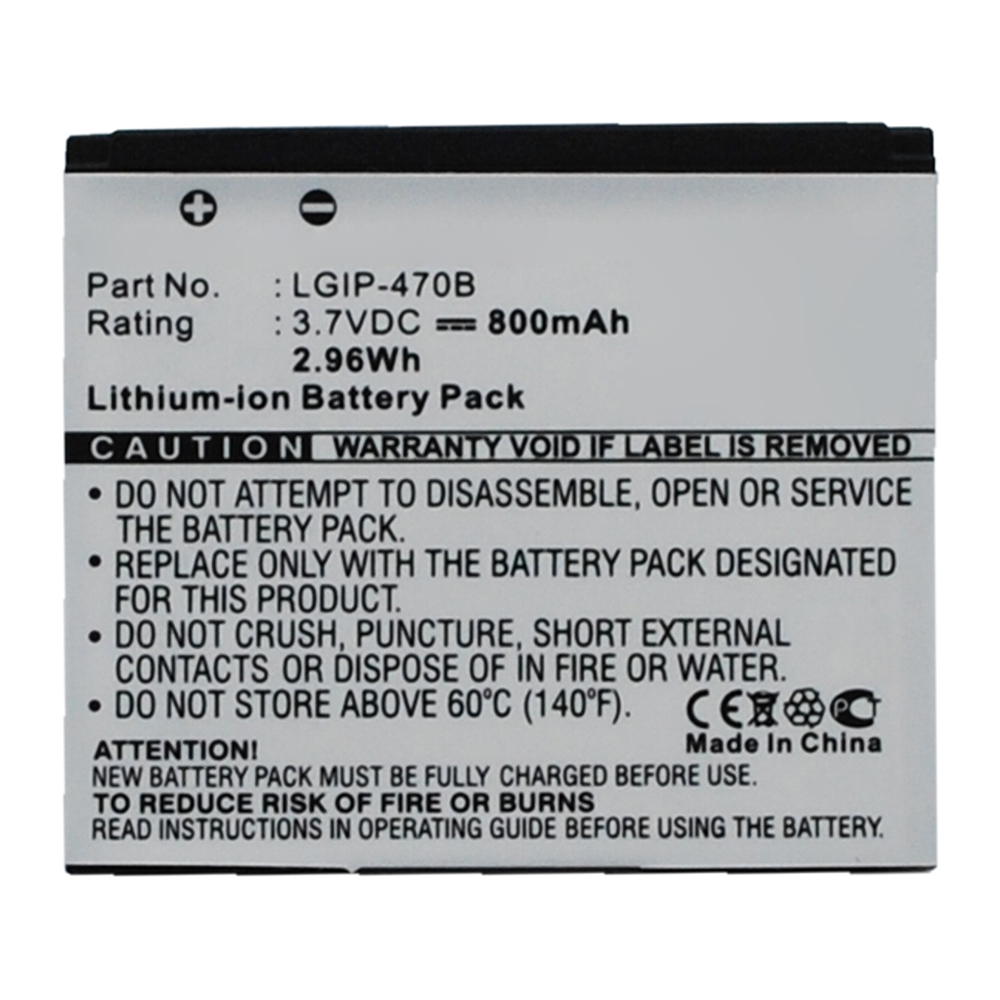 Part No. : LGIP-470B
Rating : 3.7VDC 800mAh
2.96Wh
Lithium-ion Battery Pack
CAUTION WARRANTY VOID IF LABEL IS REMOVED
• DO NOT ATTEMPT TO DISASSEMBLE, OPEN OR SERVICE
THE BATTERY PACK.
• REPLACE ONLY WITH THE BATTERY PACK DESIGNATED
FOR THIS PRODUCT.
• DO NOT CRUSH, PUNCTURE, SHORT EXTERNAL
CONTACTS OR DISPOSE OF IN FIRE OR WATER.
• DO NOT STORE ABOVE 60°C (140°F).
CE PC
Made In China
ATTENTION!
NEW BATTERY PACK MUST BE FULLY CHARGED BEFORE USE.
TO REDUCE RISK OF FIRE OR BURNS
READ INSTRUCTIONS IN OPERATING GUIDE BEFORE USING THE BATTERY.